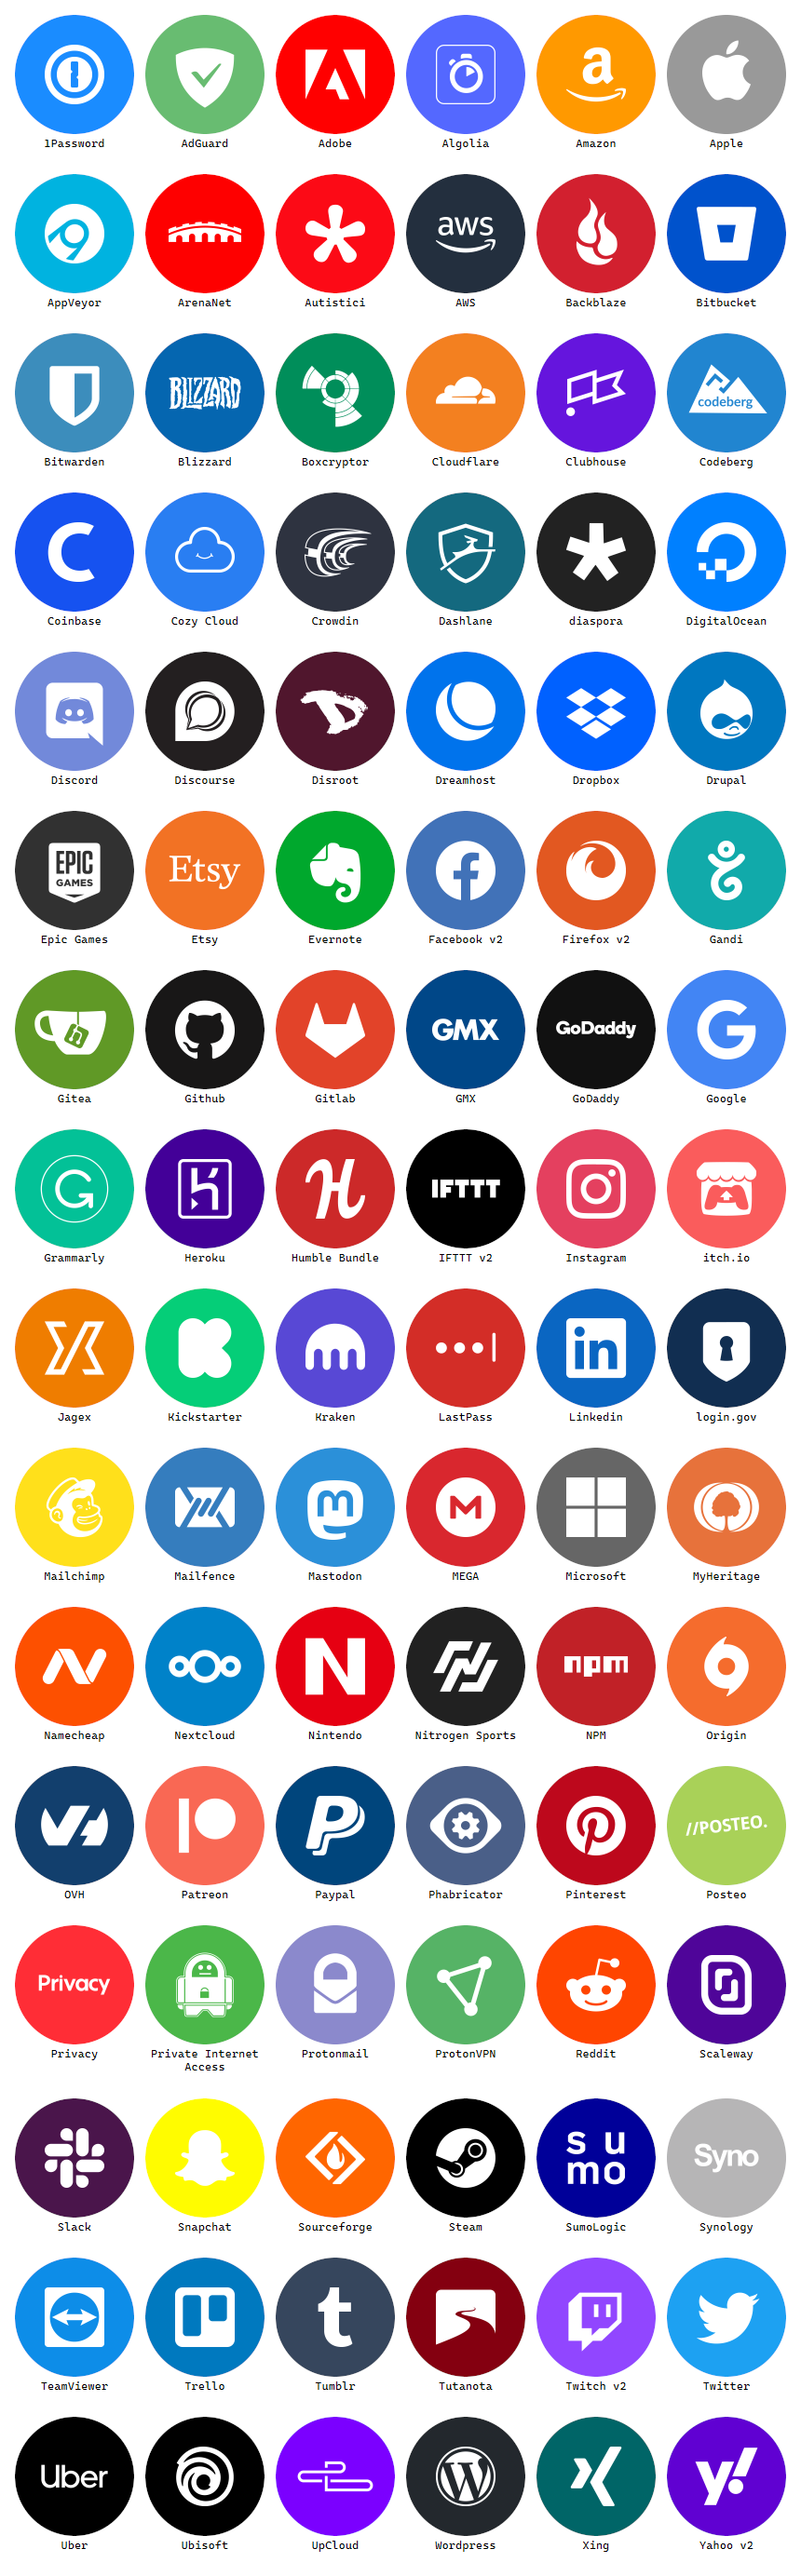 1Password AdGuard Adobe Algolia Amazon Apple
aws
AppVeyor ArenaNet Autistici AWS Backblaze Bitbucket
BLIZZARD codeberg
Bitwarden Blizzard Boxcryptor Cloudflare Clubhouse Codeberg
Coinbase Cozy Cloud Crowdin Dashlane diaspora DigitalOcean
Discord Discourse Disroot Dreamhost Dropbox Drupal
EPIC
GAMES Etsy
Epic Games Etsy Evernote Facebook v2 Firefox v2 Gandi
GMX GoDaddy
Gitea Github Gitlab GMX GoDaddy Google
IFTTT
Grammarly Heroku Humble Bundle IFTTT v2 Instagram itch.io
in
Jagex Kickstarter Kraken LastPass Linkedin login.gov
Mailchimp Mailfence Mastodon MEGA Microsoft MyHeritage
npm
Namecheap Nextcloud Nintendo Nitrogen Sports NPM Origin
//POSTEO.
OVH Patreon Paypal Phabricator Pinterest Posteo
Privacy
Privacy Private Internet Access Protonmail ProtonVPN Reddit Scaleway
su
mo Syno
Slack Snapchat Sourceforge Steam SumoLogic Synology
TeamViewer Trello Tumblr Tutanota Twitch v2 Twitter
Uber y!
Uber Ubisoft UpCloud Wordpress Xing Yahoo v2